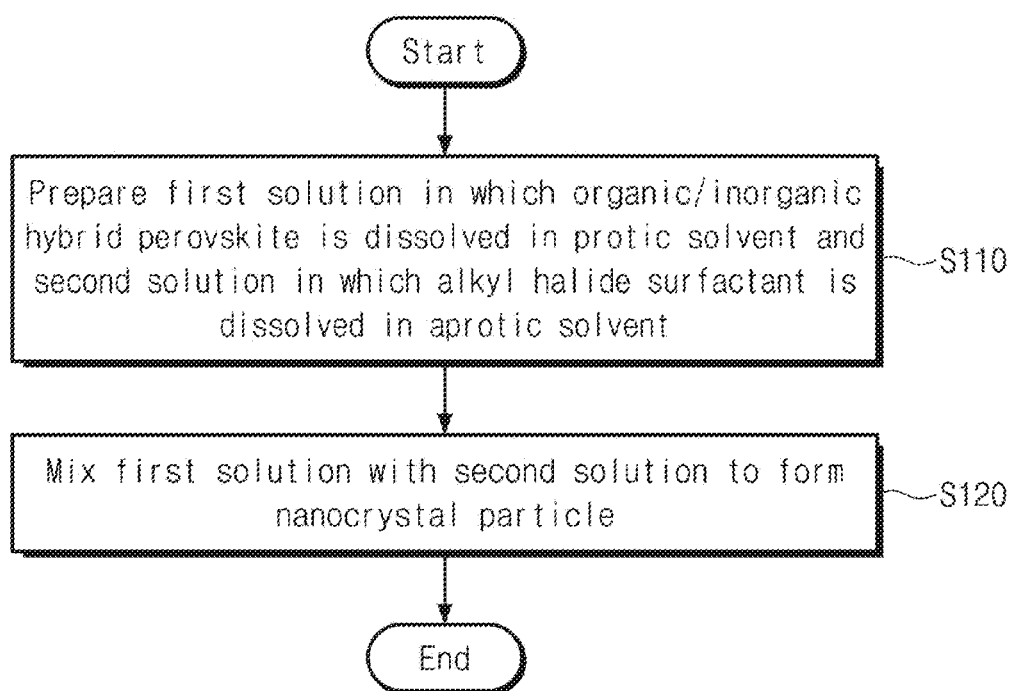 Start
Prepare first solution in which organic/inorganic
hybrid perovskite is dissolved in protic solvent and
second solution in which alkyl halide surfactant is
dissolved in aprotic solvent
S110
Mix first solution with second solution to form
nanocrystal particle
S120
End